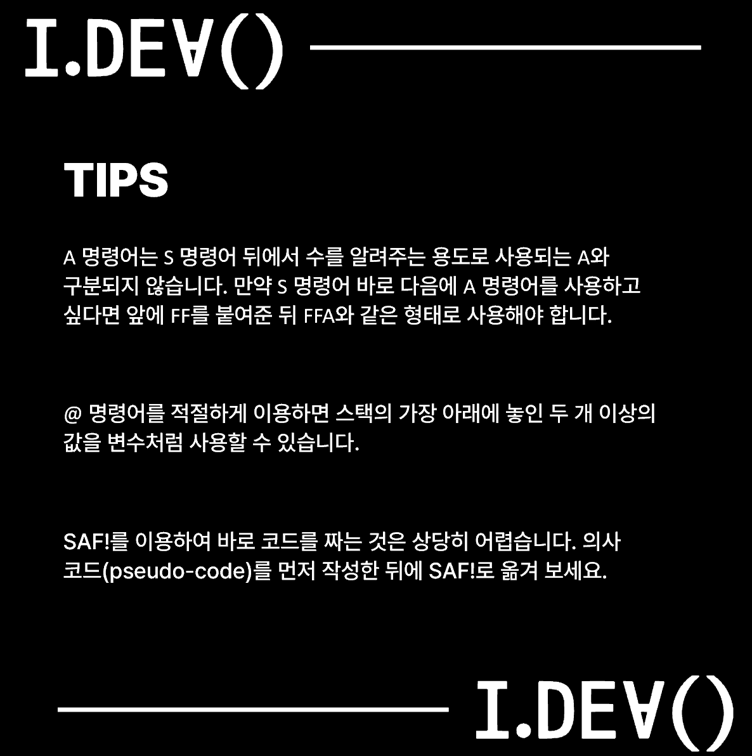 I.DE∀()
TIPS
A 명령어는 S 명령어 뒤에서 수를 알려주는 용도로 사용되는 A와
구분되지 않습니다. 만약 S 명령어 바로 다음에 A 명령어를 사용하고
싶다면 앞에 FF를 붙여준 뒤 FFA와 같은 형태로 사용해야 합니다.
@ 명령어를 적절하게 이용하면 스택의 가장 아래에 놓인 두 개 이상의
값을 변수처럼 사용할 수 있습니다.
SAF!를 이용하여 바로 코드를 짜는 것은 상당히 어렵습니다. 의사
코드(pseudo-code)를 먼저 작성한 뒤에 SAF!로 옮겨 보세요.
I.DE∀()